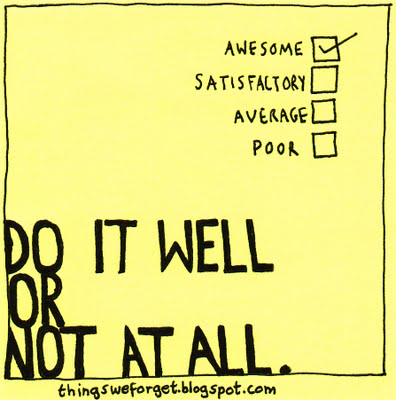 AWESOME
SATISFACTORY
AVERAGE
POOR
DO IT WELL
OR
NOT AT ALL.
thingsweforget.blogspot.com